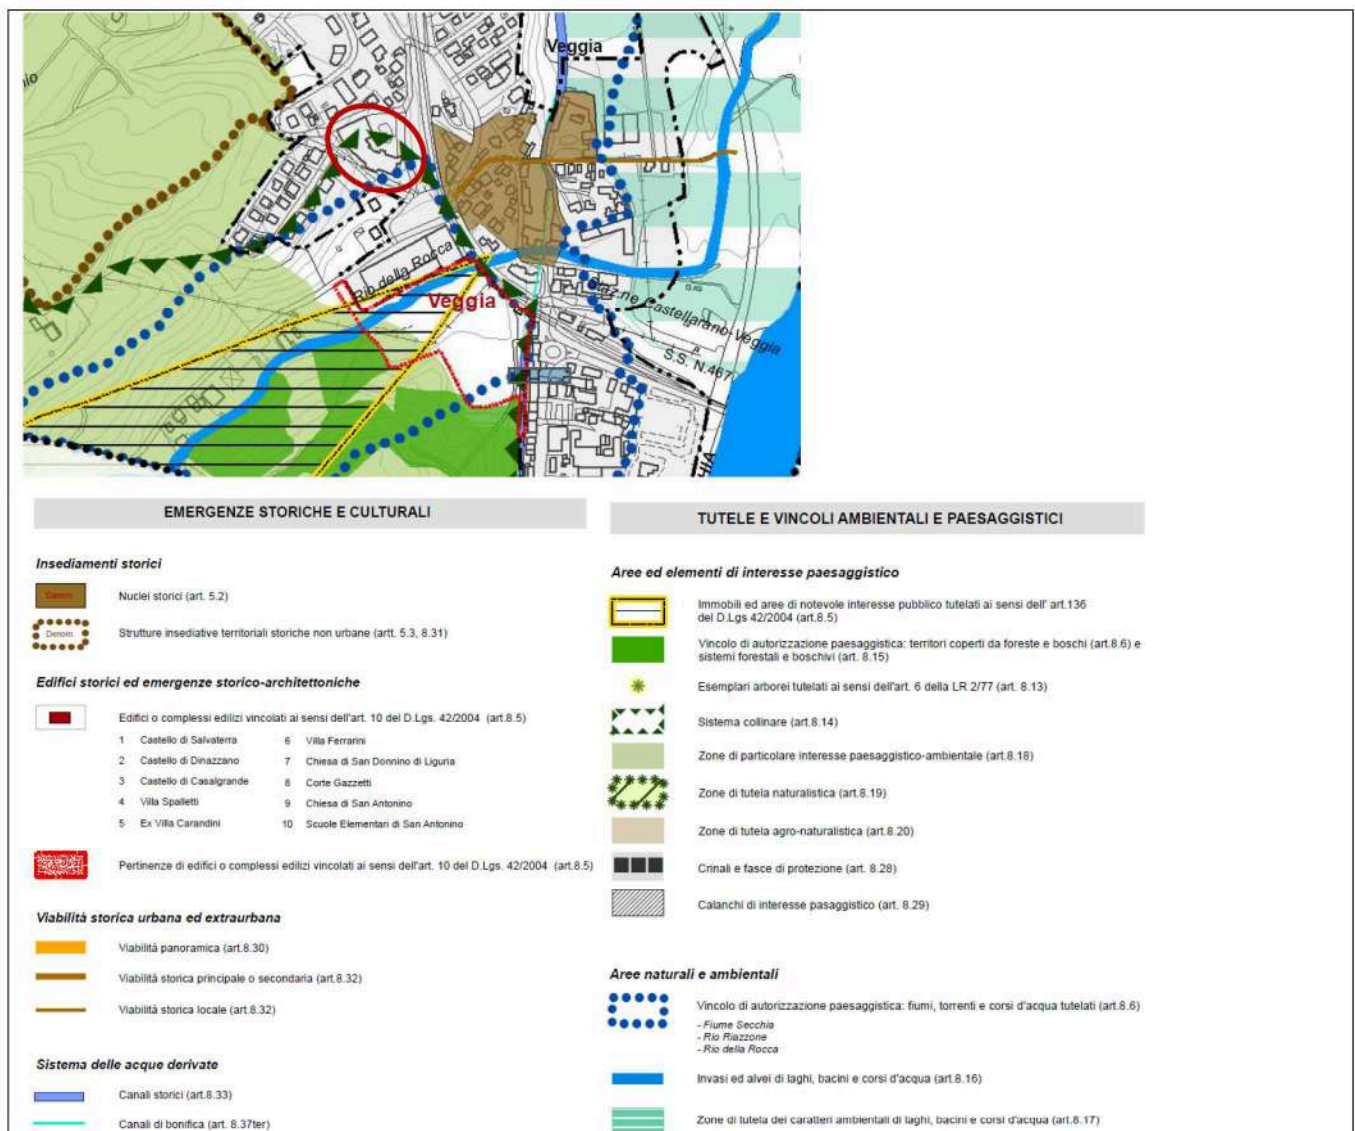 Veggia
Rio della Rocca
Veggia
Staz.ne Castellarano-Veggia
S.S. N.467
EMERGENZE STORICHE E CULTURALI
Insediamenti storici
Denom.
Nuclei storici (art. 5.2)
Denom.
Strutture insediative territoriali storiche non urbane (artt. 5.3, 8.31)
Edifici storici ed emergenze storico-architettoniche
Edifici o complessi edilizi vincolati ai sensi dell'art. 10 del D.Lgs. 42/2004 (art.8.5)
1 Castello di Salvaterra
2 Castello di Dinazzano
3 Castello di Casalgrande
4 Villa Spalletti
5 Ex Villa Carandini
6 Villa Ferrarini
7 Chiesa di San Donnino di Liguria
8 Corte Gazzetti
9 Chiesa di San Antonino
10 Scuole Elementari di San Antonino
Pertinenze di edifici o complessi edilizi vincolati ai sensi dell'art. 10 del D.Lgs. 42/2004 (art.8.5)
Viabilità storica urbana ed extraurbana
Viabilità panoramica (art.8.30)
Viabilità storica principale o secondaria (art.8.32)
Viabilità storica locale (art.8.32)
Sistema delle acque derivate
Canali storici (art.8.33)
Canali di bonifica (art. 8.37ter)
TUTELE E VINCOLI AMBIENTALI E PAESAGGISTICI
Aree ed elementi di interesse paesaggistico
Immobili ed aree di notevole interesse pubblico tutelati ai sensi dell' art.136
del D.Lgs 42/2004 (art.8.5)
Vincolo di autorizzazione paesaggistica: territori coperti da foreste e boschi (art.8.6) e
sistemi forestali e boschivi (art. 8.15)
Esemplari arborei tutelati ai sensi dell'art. 6 della LR 2/77 (art. 8.13)
Sistema collinare (art.8.14)
Zone di particolare interesse paesaggistico-ambientale (art.8.18)
Zone di tutela naturalistica (art.8.19)
Zone di tutela agro-naturalistica (art.8.20)
Crinali e fasce di protezione (art. 8.28)
Calanchi di interesse pasaggistico (art. 8.29)
Aree naturali e ambientali
Vincolo di autorizzazione paesaggistica: fiumi, torrenti e corsi d'acqua tutelati (art.8.6)
- Fiume Secchia
- Rio Riazzone
- Rio della Rocca
Invasi ed alvei di laghi, bacini e corsi d'acqua (art.8.16)
Zone di tutela dei caratteri ambientali di laghi, bacini e corsi d'acqua (art.8.17)